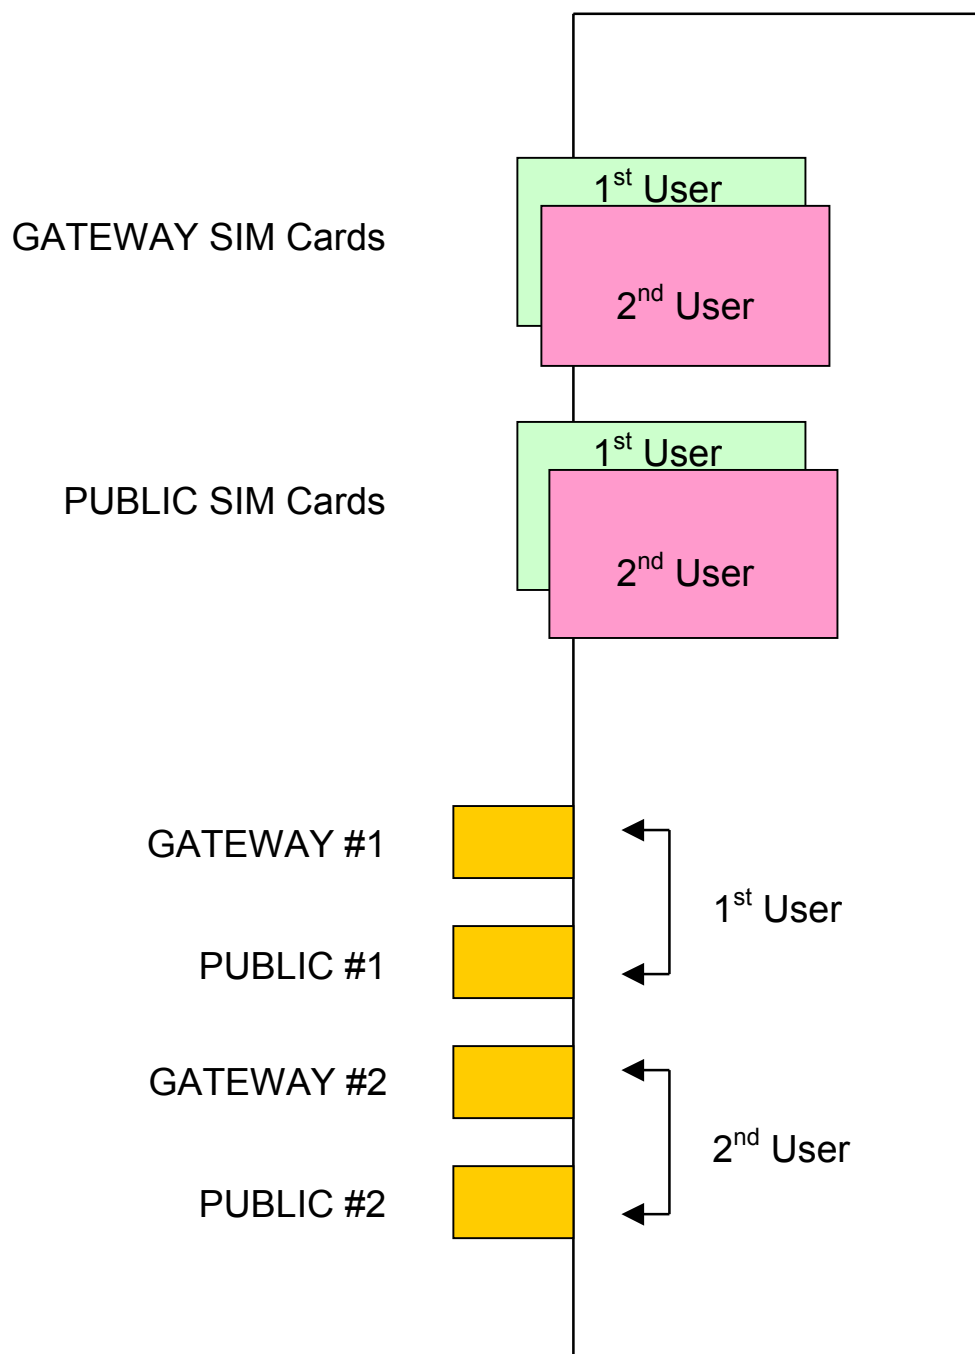 1st User
GATEWAY SIM Cards
2nd User
1st User
PUBLIC SIM Cards
2nd User
GATEWAY #1
1st User
PUBLIC #1
GATEWAY #2
2nd User
PUBLIC #2